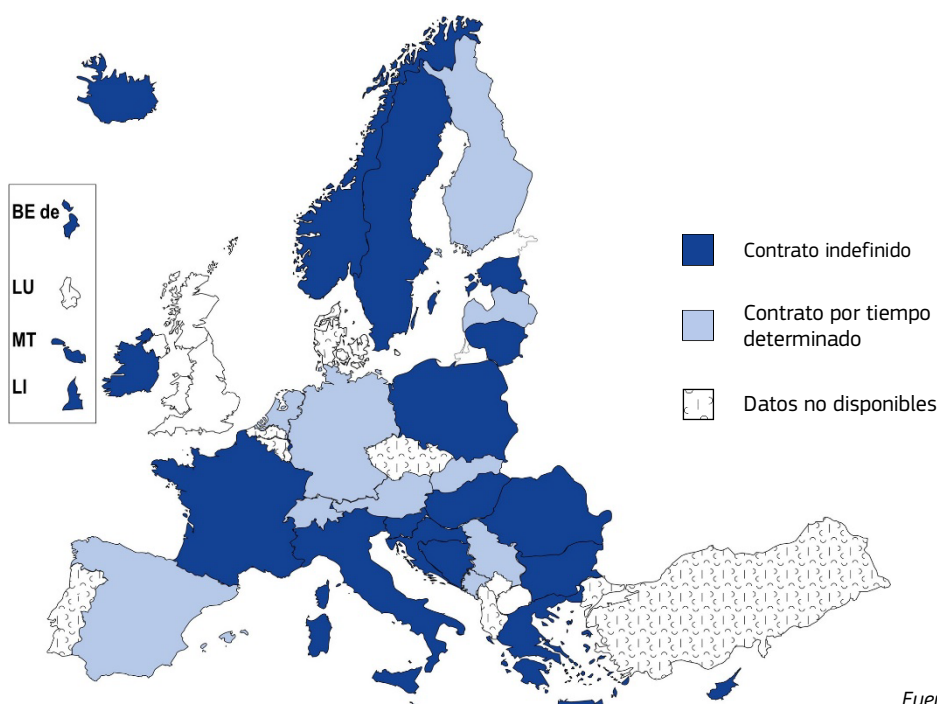 BE de
LU
MT
LI
Contrato indefinido
Contrato por tiempo
determinado
Datos no disponibles